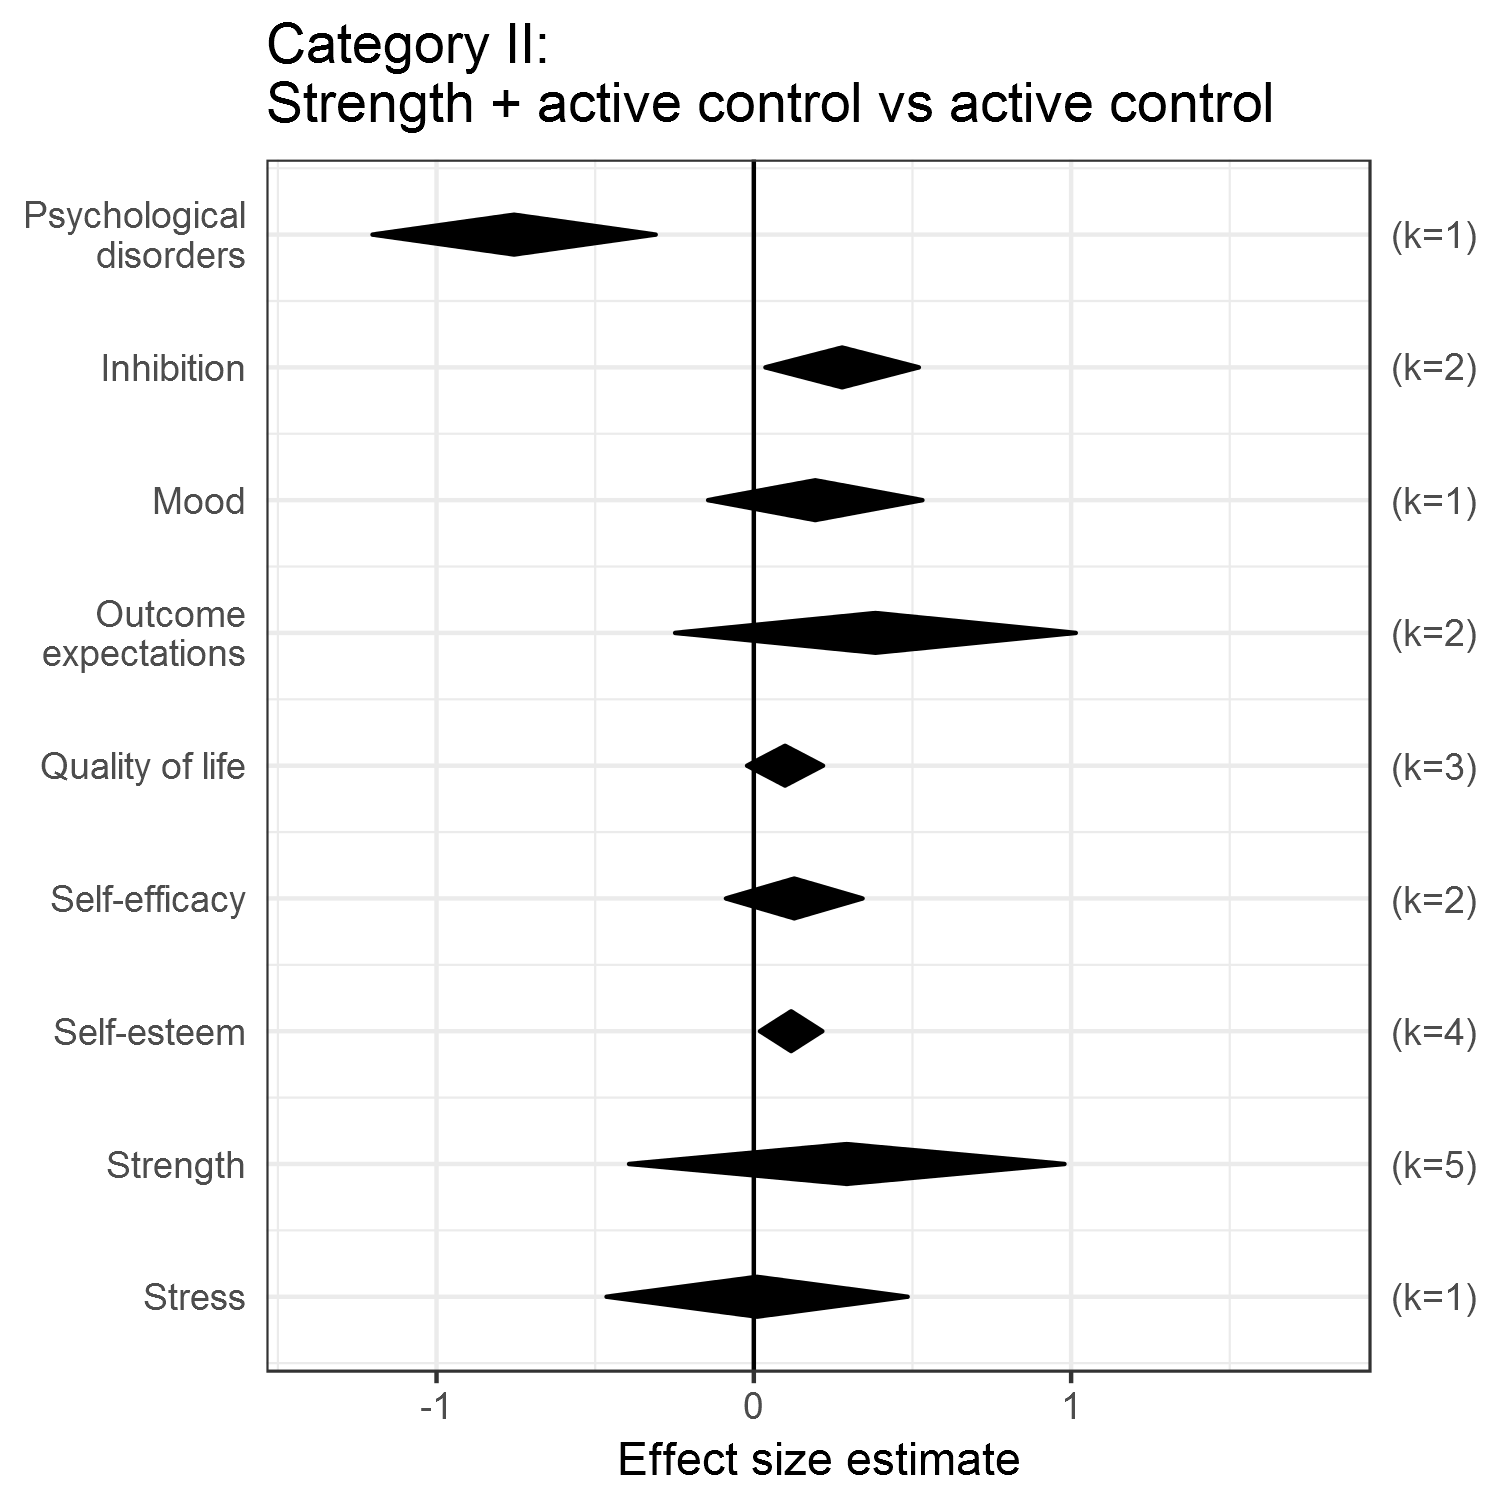 Category II:
Strength + active control vs active control
Psychological
disorders
(k=1)
Inhibition
(k=2)
Mood
(k=1)
Outcome
expectations
(k=2)
Quality of life
(k=3)
Self-efficacy
(k=2)
Self-esteem
(k=4)
Strength
(k=5)
Stress
(k=1)
-1
0
1
Effect size estimate